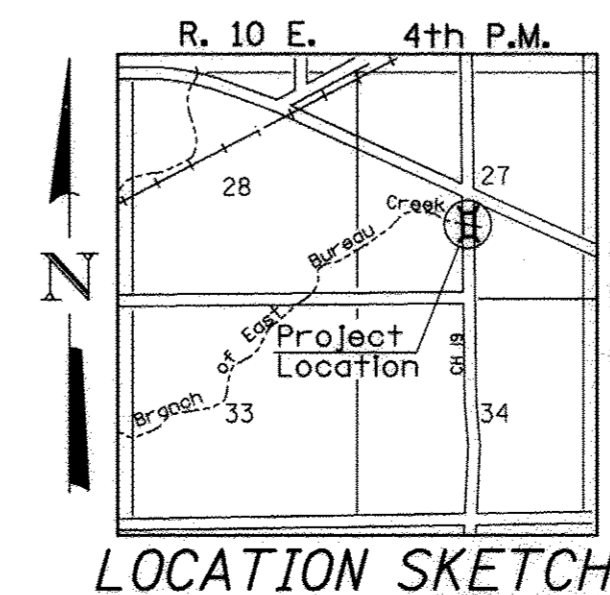 R. 10 E. 4th P.M.
28
27
N
Branch of East Bureau Creek
Project
Location
CH 19
33
34
LOCATION SKETCH